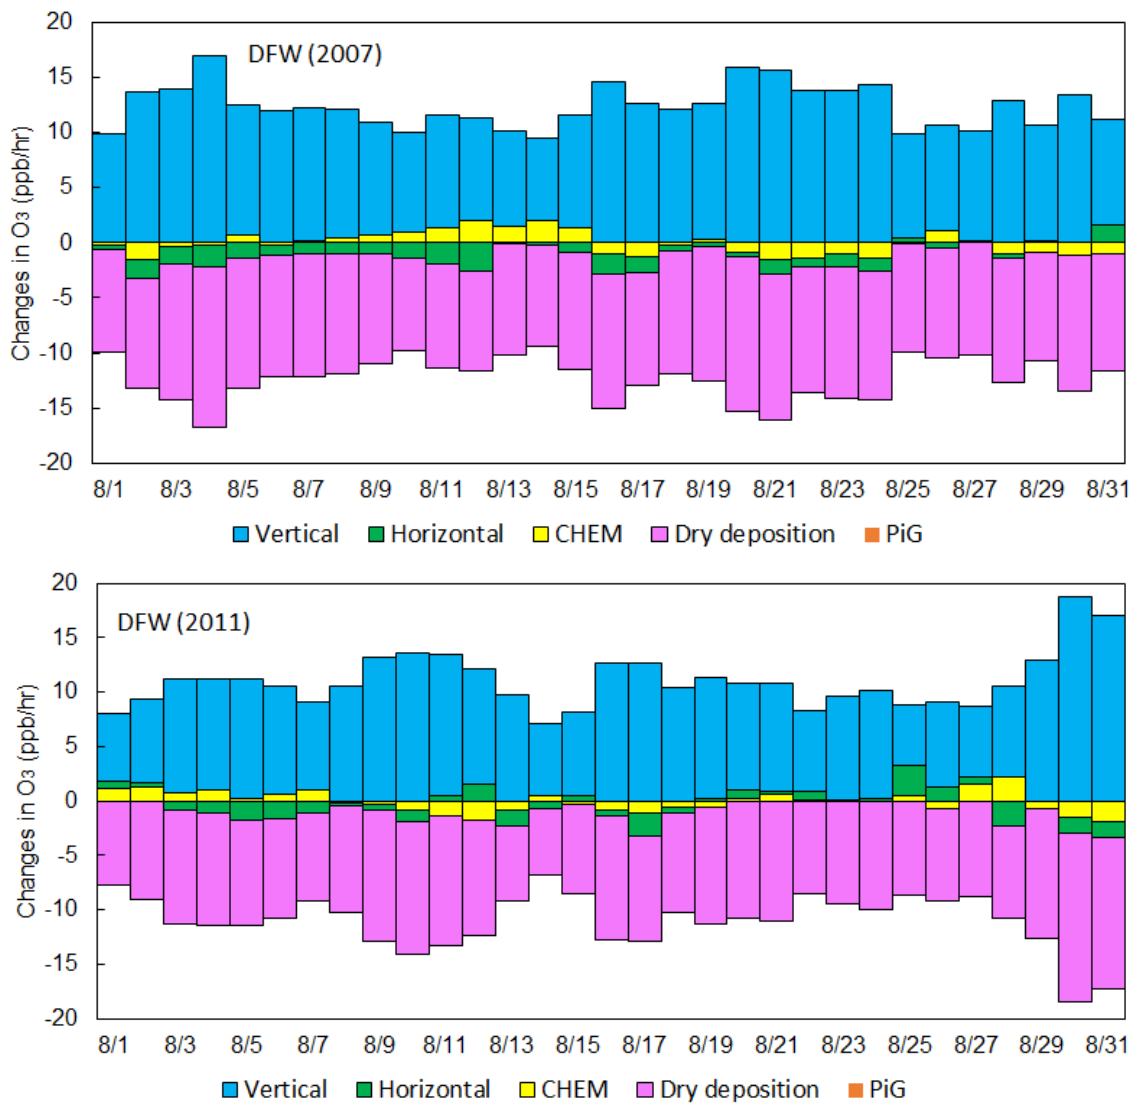 DFW (2007)
Changes in O3 (ppb/hr)
20
15
10
5
0
-5
-10
-15
-20
8/1 8/3 8/5 8/7 8/9 8/11 8/13 8/15 8/17 8/19 8/21 8/23 8/25 8/27 8/29 8/31
Vertical Horizontal CHEM Dry deposition PiG
DFW (2011)
Changes in O3 (ppb/hr)
20
15
10
5
0
-5
-10
-15
-20
8/1 8/3 8/5 8/7 8/9 8/11 8/13 8/15 8/17 8/19 8/21 8/23 8/25 8/27 8/29 8/31
Vertical Horizontal CHEM Dry deposition PiG